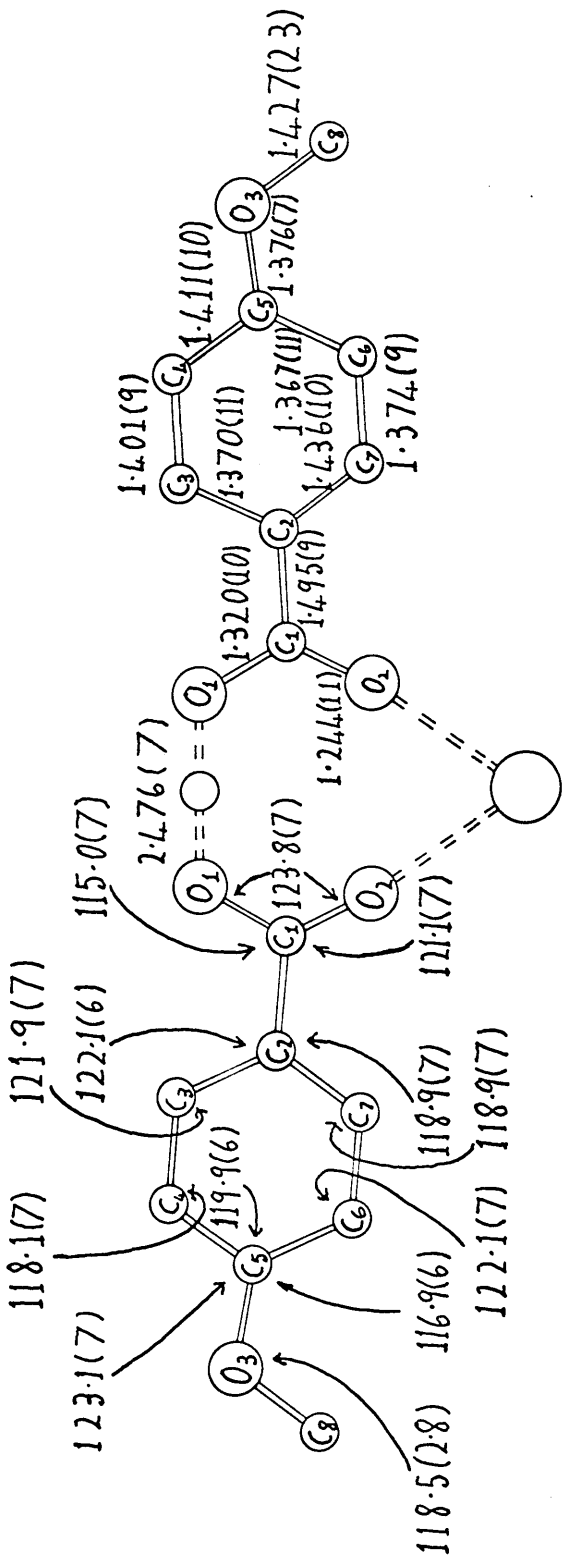 118·1(7)
121·9(7)
122·1(6)
115·0(7)
123·1(7)
119·9(6)
2·476(7)
1·320(10)
1·401(9)
1·411(10)
1·370(11)
1·367(11)
1·436(10)
1·376(7)
1·427(23)
C₈
O₃
C₅
C₄
C₃
C₂
C₆
C₇
C₁
O₁
O₂
123·8(7)
O₁
O₂
C₁
C₂
C₃
C₄
C₅
C₆
C₇
O₃
C₈
1·244(11)
1·495(9)
1·374(9)
118·5(2·8)
116·9(6)
122·1(7)
118·9(7)
118·9(7)
121·1(7)